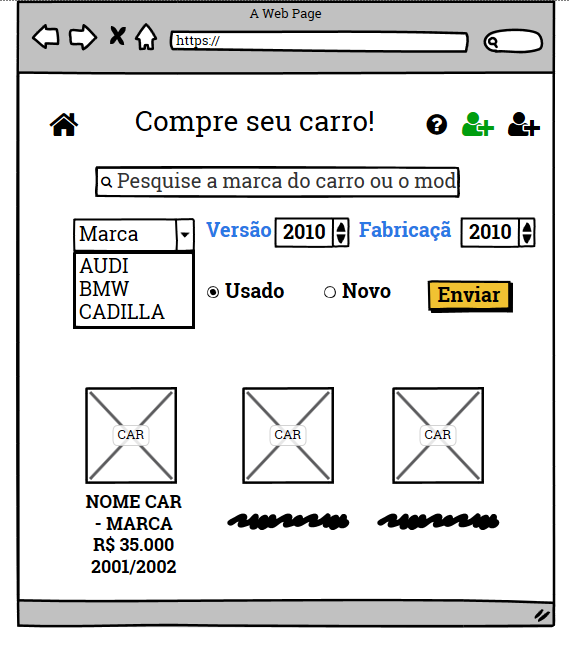 A Web Page
https://
Compre seu carro!
Pesquise a marca do carro ou o mod
Marca
Versão 2010 Fabricaçã 2010
AUDI
BMW
CADILLA
Usado Novo Enviar
CAR CAR CAR
NOME CAR
- MARCA
R$ 35.000
2001/2002